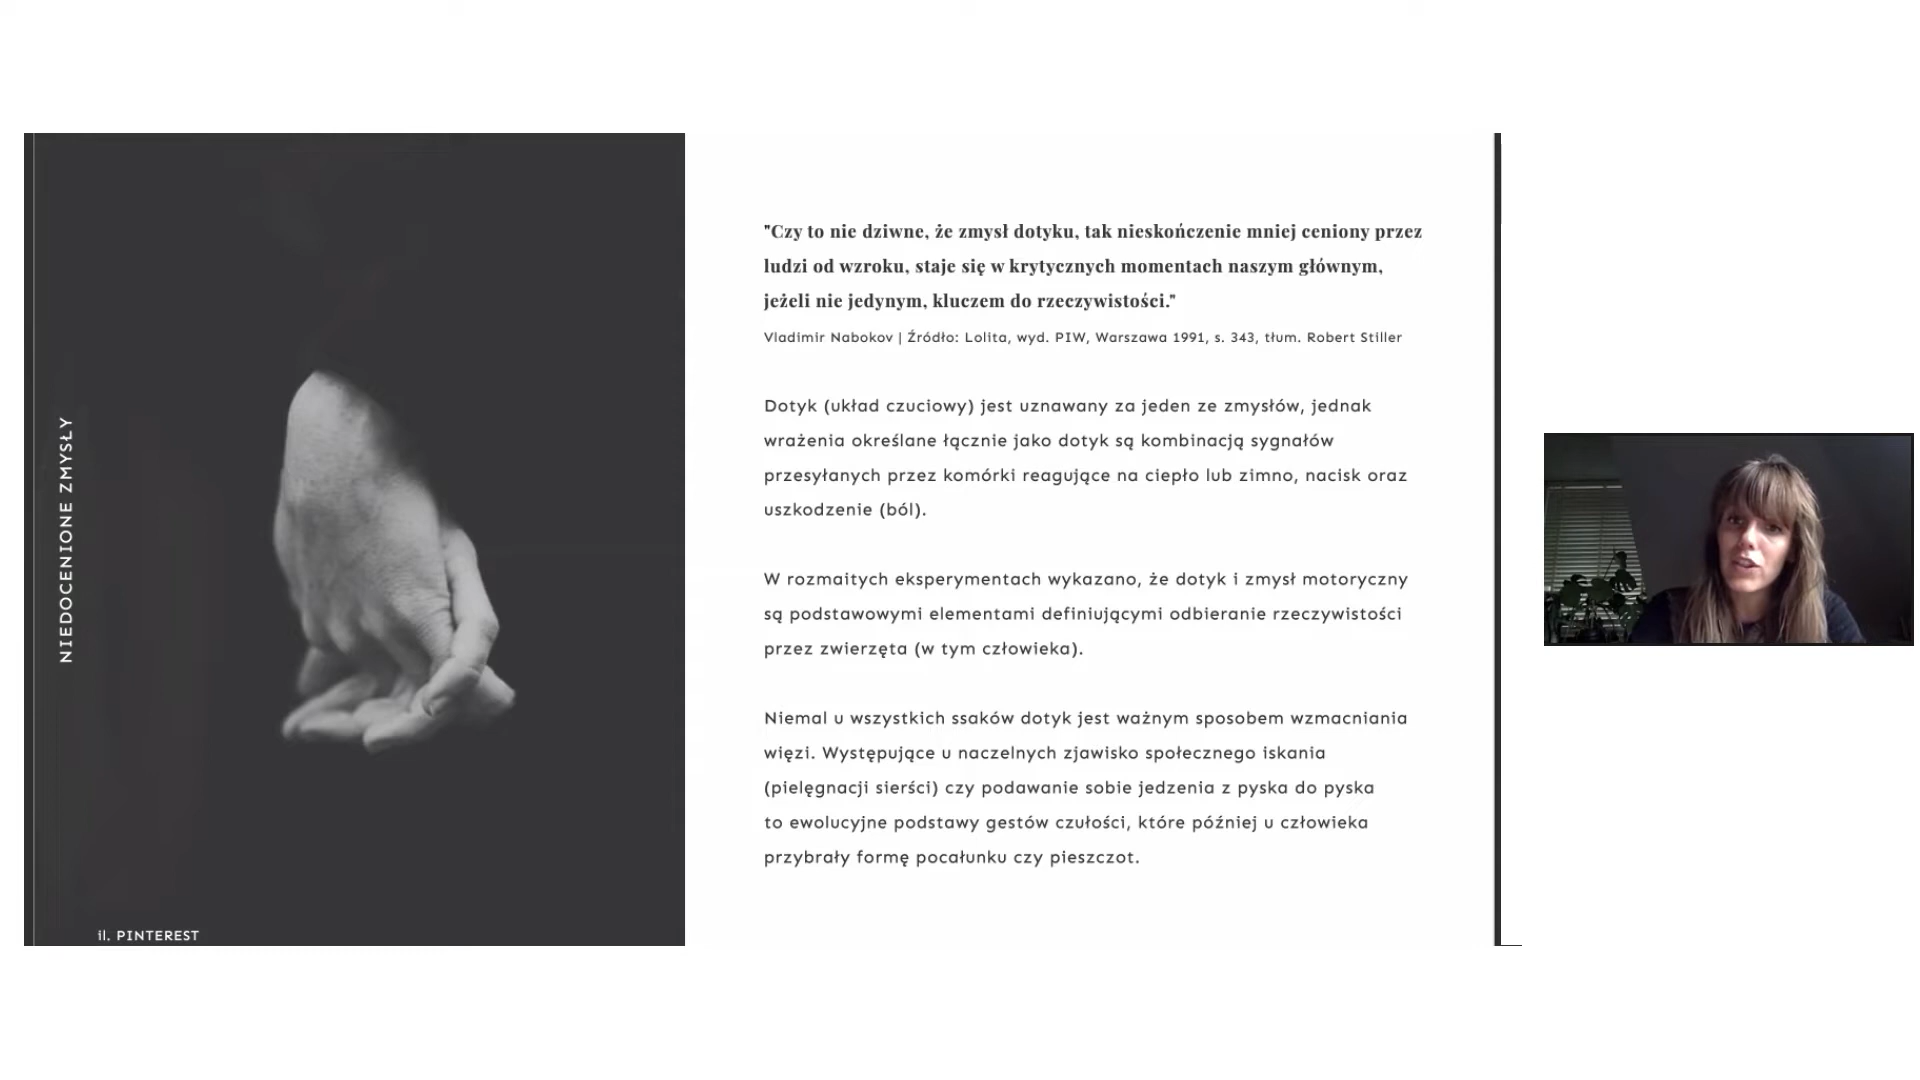 NIEDOCENIONE ZMYSŁY
il. PINTEREST
"Czy to nie dziwne, że zmysł dotyku, tak nieskończenie mniej ceniony przez
ludzi od wzroku, staje się w krytycznych momentach naszym głównym,
jeżeli nie jedynym, kluczem do rzeczywistości."
Vladimir Nabokov | Źródło: Lolita, wyd. PIW, Warszawa 1991, s. 343, tłum. Robert Stiller
Dotyk (układ czuciowy) jest uznawany za jeden ze zmysłów, jednak
wrażenia określane łącznie jako dotyk są kombinacją sygnałów
przesyłanych przez komórki reagujące na ciepło lub zimno, nacisk oraz
uszkodzenie (ból).
W rozmaitych eksperymentach wykazano, że dotyk i zmysł motoryczny
są podstawowymi elementami definiującymi odbieranie rzeczywistości
przez zwierzęta (w tym człowieka).
Niemal u wszystkich ssaków dotyk jest ważnym sposobem wzmacniania
więzi. Występujące u naczelnych zjawisko społecznego iskania
(pielęgnacji sierści) czy podawanie sobie jedzenia z pyska do pyska
to ewolucyjne podstawy gestów czułości, które później u człowieka
przybrały formę pocałunku czy pieszczot.